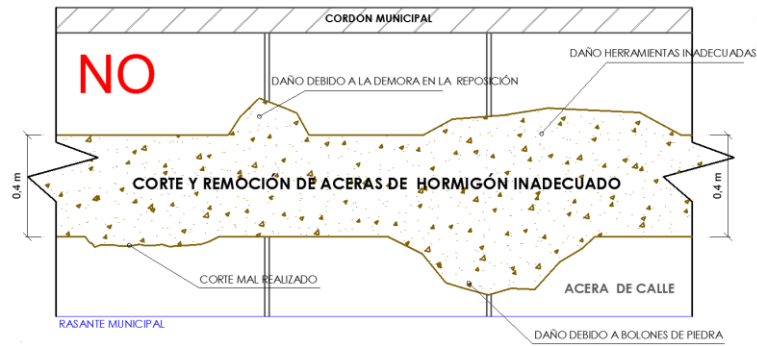 CORDÓN MUNICIPAL
NO
DAÑO HERRAMIENTAS INADECUADAS
DAÑO DEBIDO A LA DEMORA EN LA REPOSICIÓN
0,4 m
CORTE Y REMOCIÓN DE ACERAS DE HORMIGÓN INADECUADO
0,4 m
CORTE MAL REALIZADO
ACERA DE CALLE
RASANTE MUNICIPAL
DAÑO DEBIDO A BOLONES DE PIEDRA